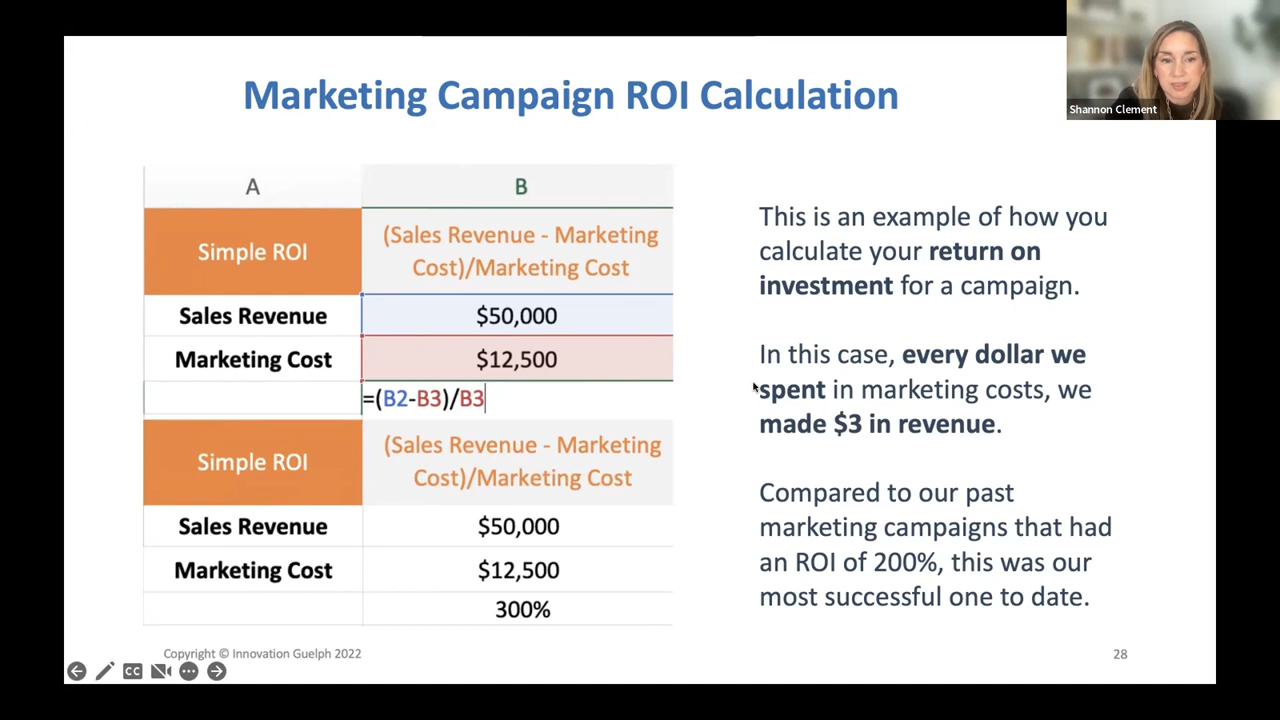 Marketing Campaign ROI Calculation
Shannon Clement
A
B
Simple ROI
(Sales Revenue - Marketing
Cost)/Marketing Cost
Sales Revenue
$50,000
Marketing Cost
$12,500
=(B2-B3)/B3
Simple ROI
(Sales Revenue - Marketing
Cost)/Marketing Cost
Sales Revenue
$50,000
Marketing Cost
$12,500
300%
This is an example of how you
calculate your return on
investment for a campaign.
In this case, every dollar we
spent in marketing costs, we
made $3 in revenue.
Compared to our past
marketing campaigns that had
an ROI of 200%, this was our
most successful one to date.
Copyright © Innovation Guelph 2022
28
CC